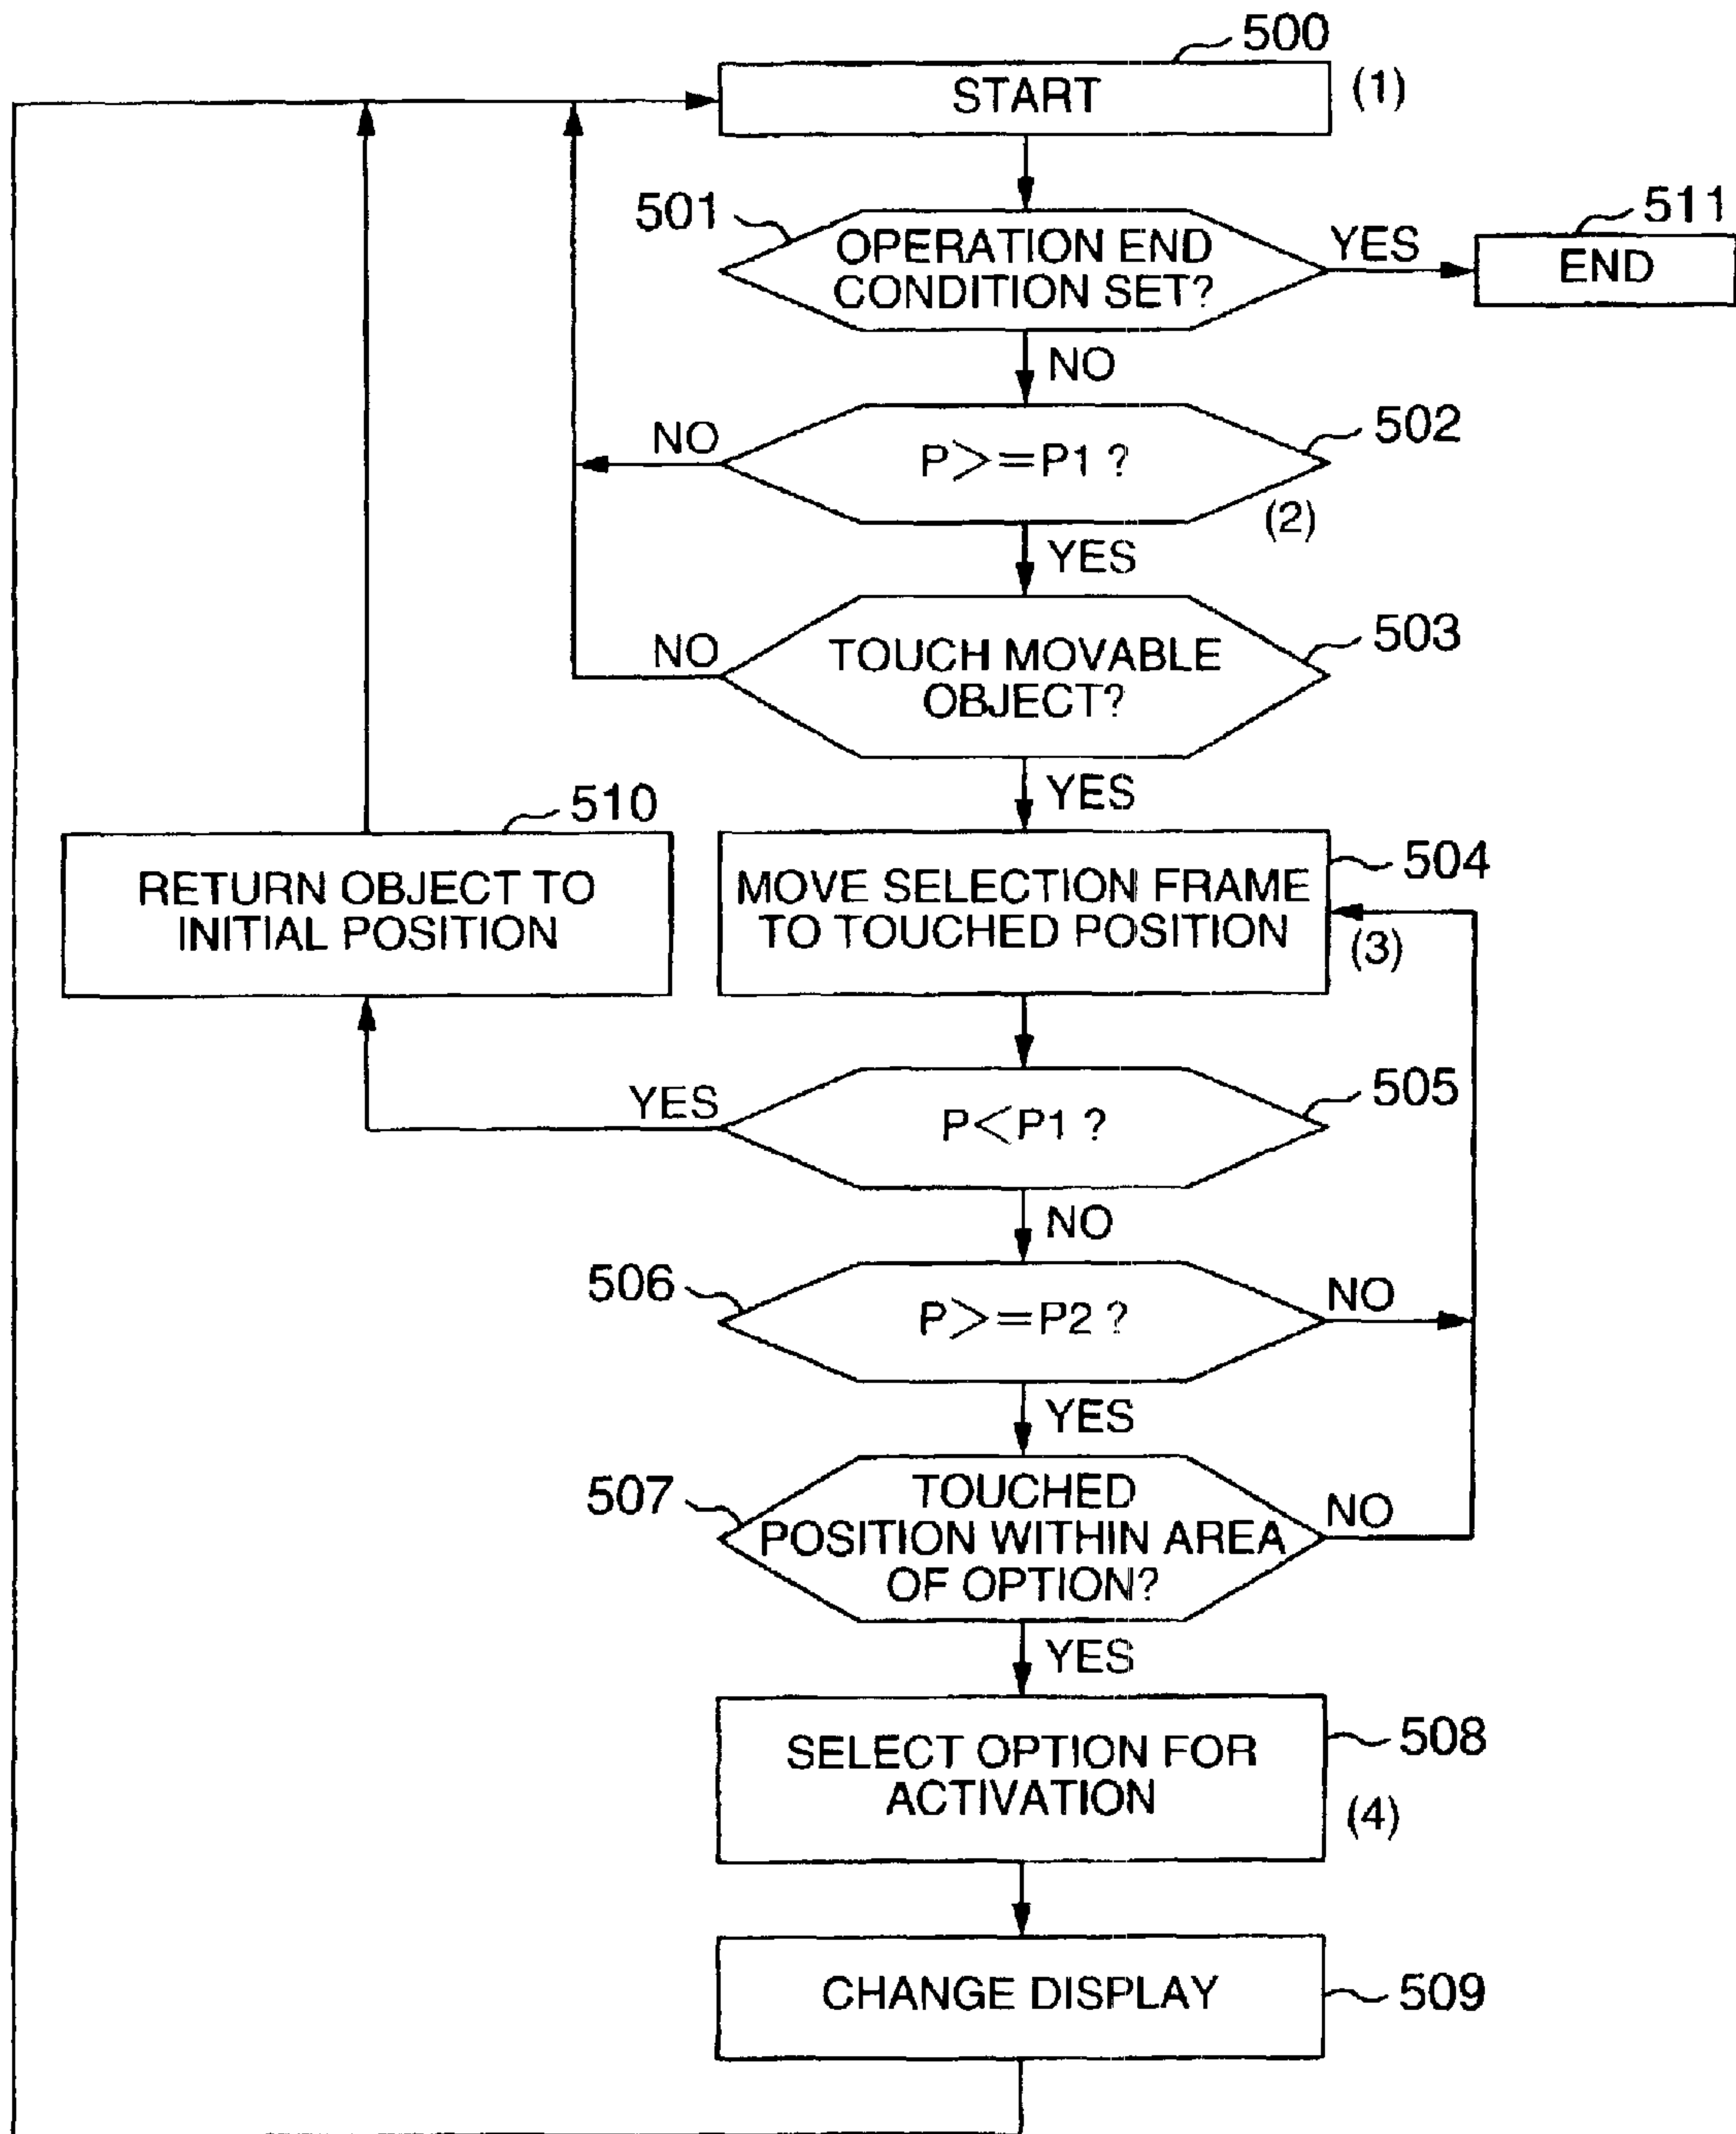 500
START
(1)
501
OPERATION END
CONDITION SET?
YES
511
END
NO
NO
P>=P1 ?
502
(2)
YES
NO
TOUCH MOVABLE
OBJECT?
503
YES
510
RETURN OBJECT TO
INITIAL POSITION
MOVE SELECTION FRAME
TO TOUCHED POSITION
504
(3)
YES
P<P1 ?
505
NO
506
P>=P2 ?
NO
YES
507
TOUCHED
POSITION WITHIN AREA
OF OPTION?
NO
YES
SELECT OPTION FOR
ACTIVATION
508
(4)
CHANGE DISPLAY
509